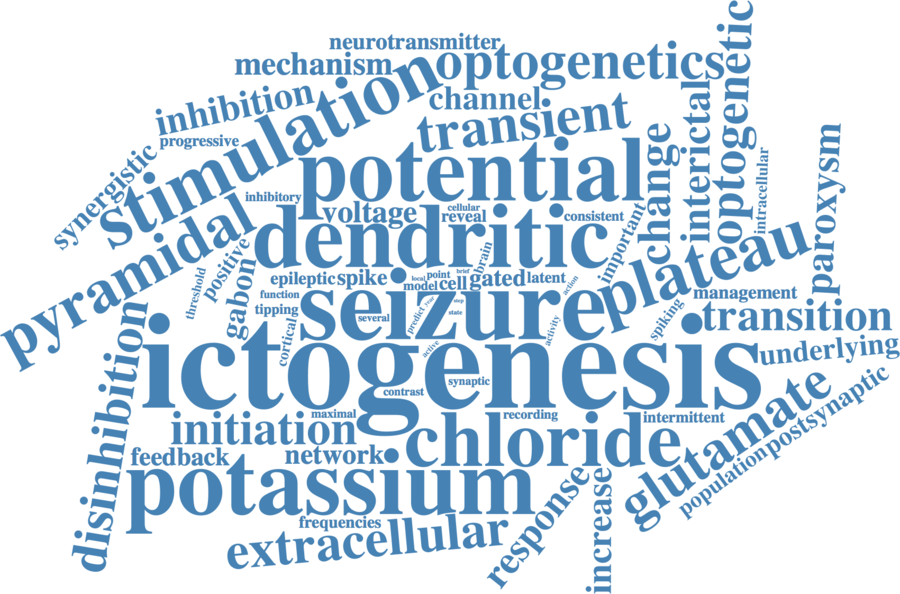 neurotransmitter
mechanism
optogenetics
optogenetic
stimulation
inhibition
channel
transient
progressive
synergistic
potential
change
interictal
intracellular
paroxysm
inhibitory
voltage
cellular
reveal
consistent
dendritic
important
pyramidal
positive
gabon
threshold
brain
epileptic
spike
local
point
brief
model
cell
gated
latent
action
plateau
function
tipping
cortical
seizure
several
predict
step
state
active
activity
spiking
management
transition
ictogenesis
underlying
synaptic
contrast
disinhibition
maximal
recording
intermittent
initiation
chloride
glutamate
postsynaptic
population
feedback
network
potassium
response
increase
frequencies
extracellular